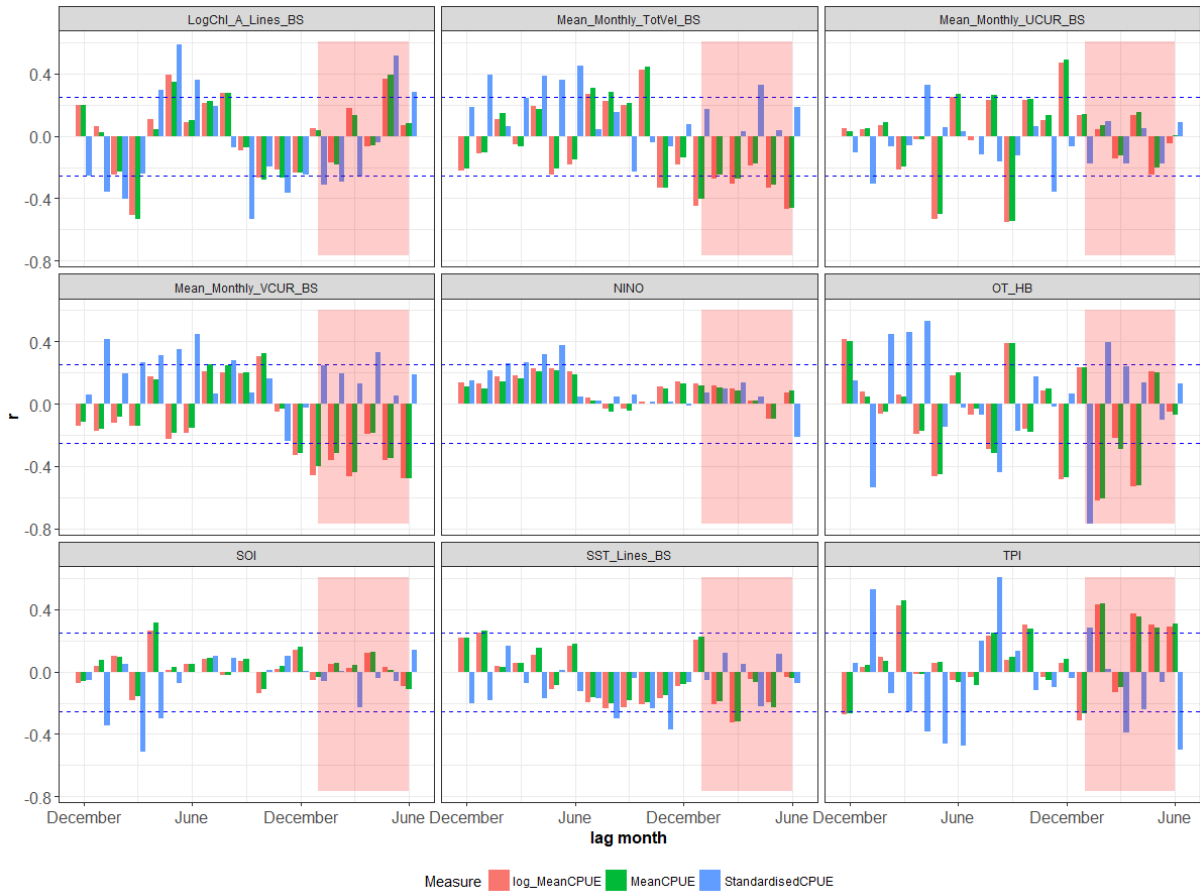 LogChl_A_Lines_BS Mean_Monthly_TotVel_BS Mean_Monthly_UCUR_BS
0.4
0.0
-0.4
-0.8
Mean_Monthly_VCUR_BS NINO OT_HB
0.4
0.0
-0.4
-0.8
r
SOI SST_Lines_BS TPI
0.4
0.0
-0.4
-0.8
December June December June December June December June December June December June
lag month
Measure log_MeanCPUE MeanCPUE StandardisedCPUE